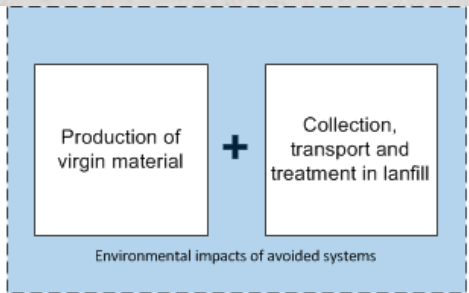 Production of
virgin material
+
Collection,
transport and
treatment in lanfill
Environmental impacts of avoided systems